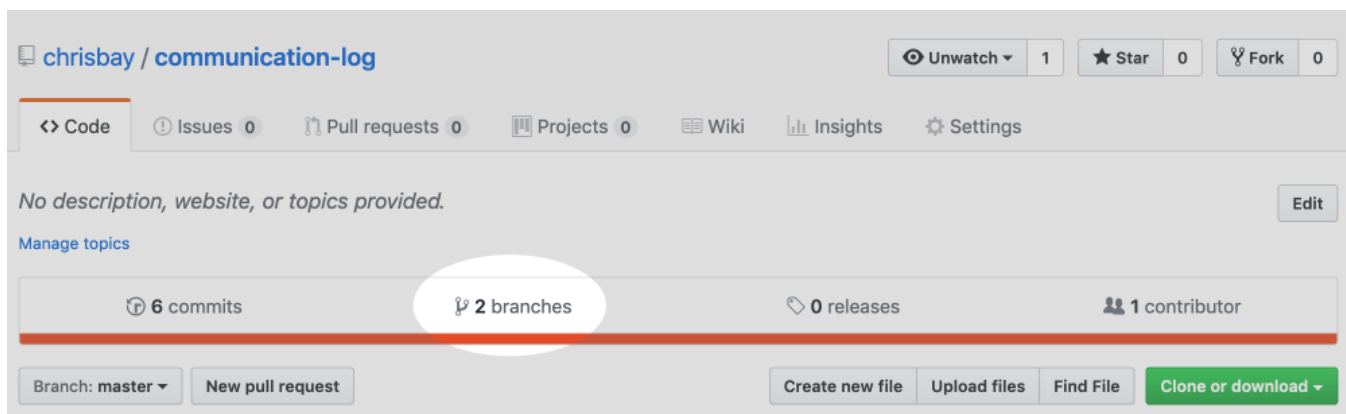 chrisbay / communication-log
Unwatch 1 Star 0 Fork 0
Code Issues 0 Pull requests 0 Projects 0 Wiki Insights Settings
No description, website, or topics provided. Edit
Manage topics
6 commits 2 branches 0 releases 1 contributor
Branch: master New pull request Create new file Upload files Find File Clone or download